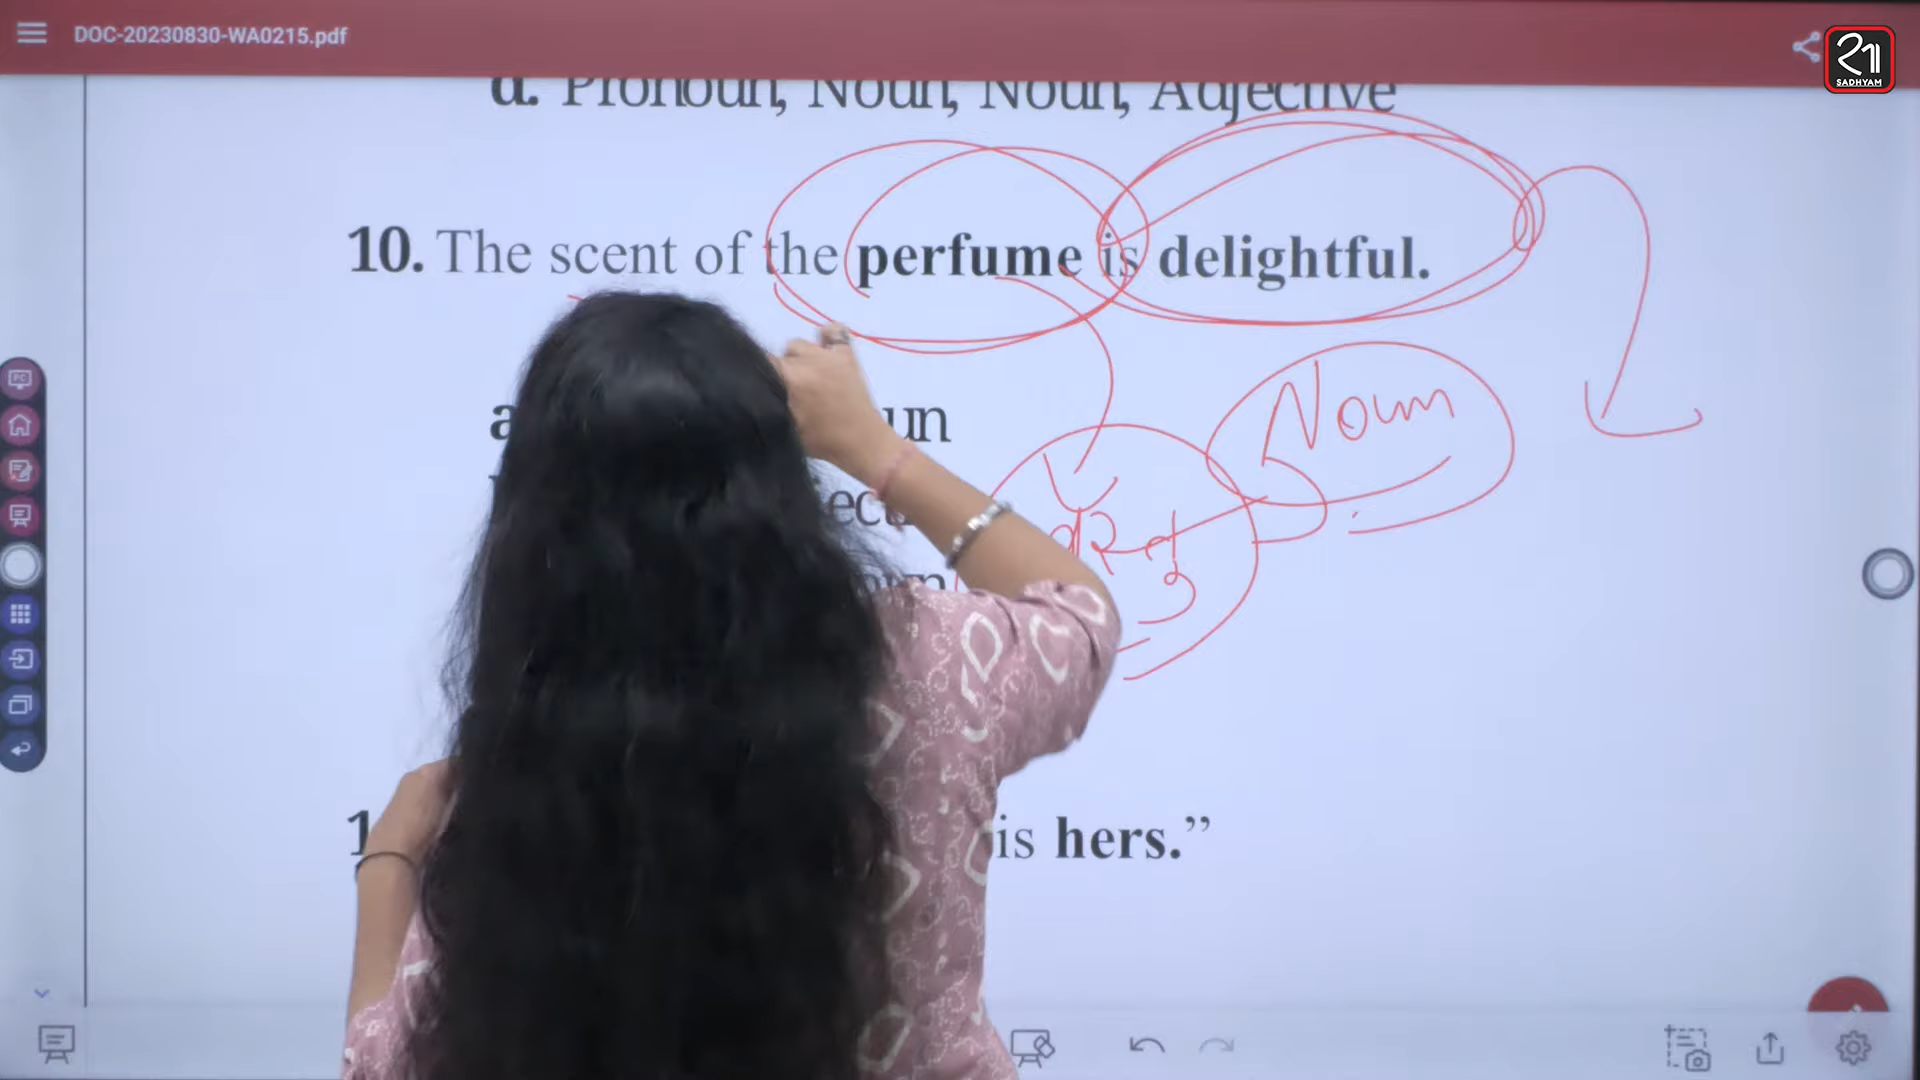 DOC-20230830-WA0215.pdf
21
SADHYAM
d. Pronoun, Noun, Noun, Adjective
10. The scent of the perfume is delightful.
Noun
a
un
is hers.”